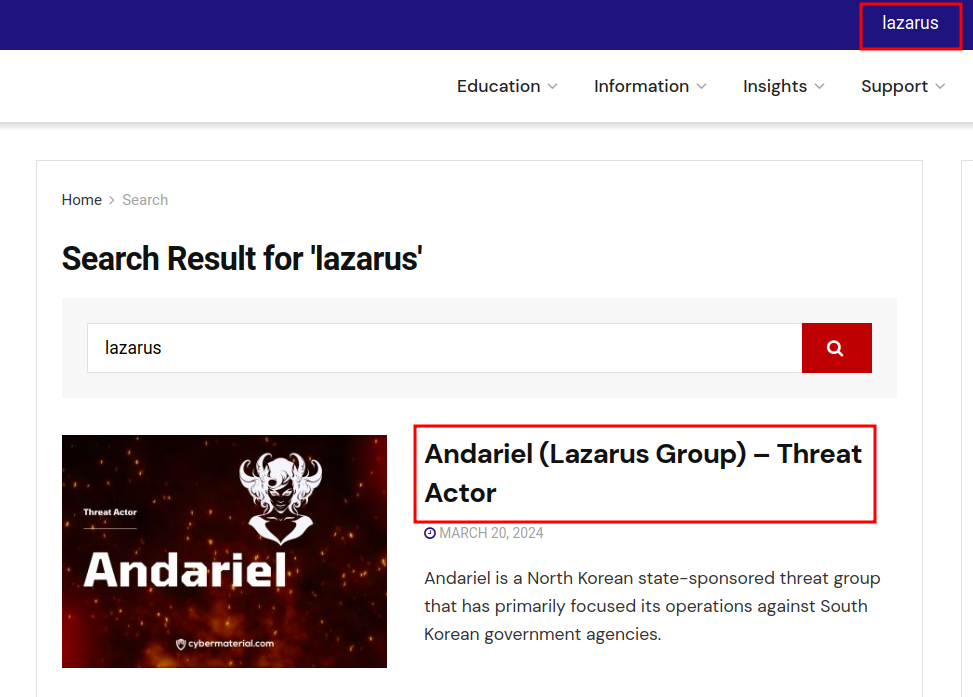 lazarus
Education Information Insights Support
Home > Search
Search Result for 'lazarus'
lazarus
Threat Actor
Andariel
cybermaterial.com
Andariel (Lazarus Group) – Threat
Actor
MARCH 20, 2024
Andariel is a North Korean state-sponsored threat group
that has primarily focused its operations against South
Korean government agencies.